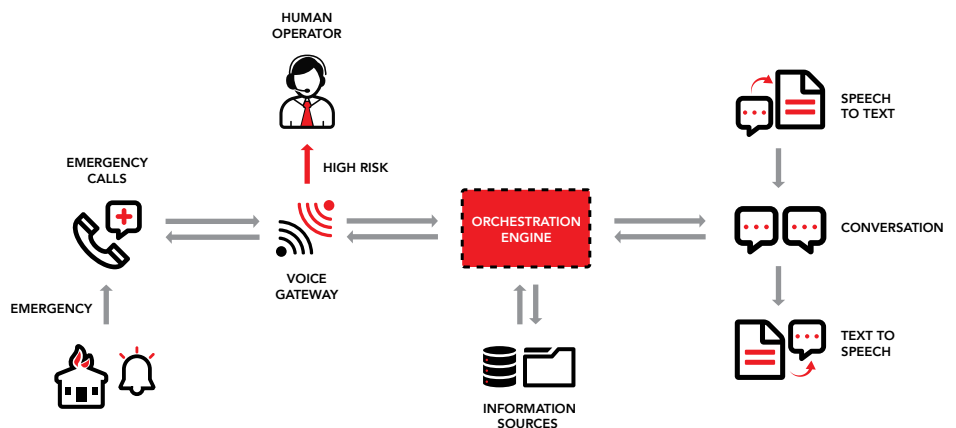 HUMAN
OPERATOR
HIGH RISK
EMERGENCY
CALLS
EMERGENCY
VOICE
GATEWAY
ORCHESTRATION
ENGINE
INFORMATION
SOURCES
SPEECH
TO TEXT
CONVERSATION
TEXT TO
SPEECH